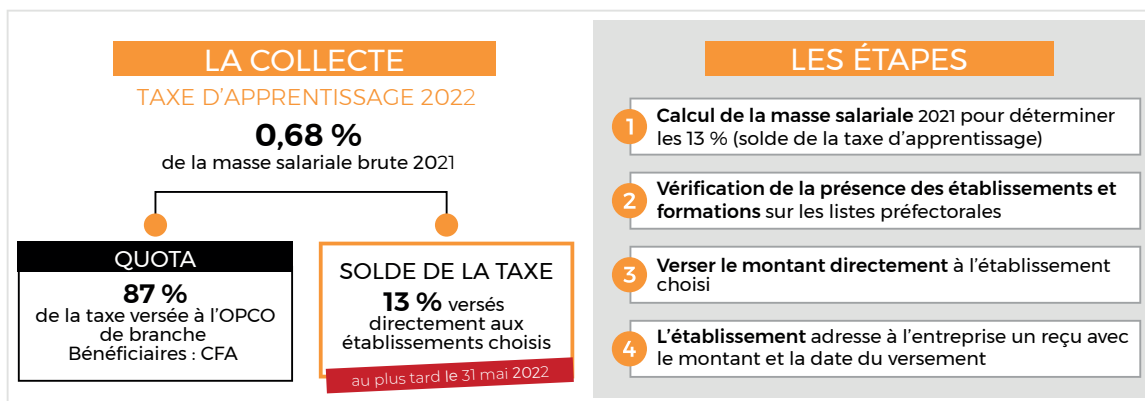 LA COLLECTE
TAXE D'APPRENTISSAGE 2022
0,68 %
de la masse salariale brute 2021
QUOTA
87 %
de la taxe versée à l'OPCO
de branche
Bénéficiaires : CFA
SOLDE DE LA TAXE
13 % versés
directement aux
établissements choisis
au plus tard le 31 mai 2022
LES ÉTAPES
1
Calcul de la masse salariale 2021 pour déterminer
les 13 % (solde de la taxe d'apprentissage)
2
Vérification de la présence des établissements et
formations sur les listes préfectorales
3
Verser le montant directement à l'établissement
choisi
4
L'établissement adresse à l'entreprise un reçu avec
le montant et la date du versement